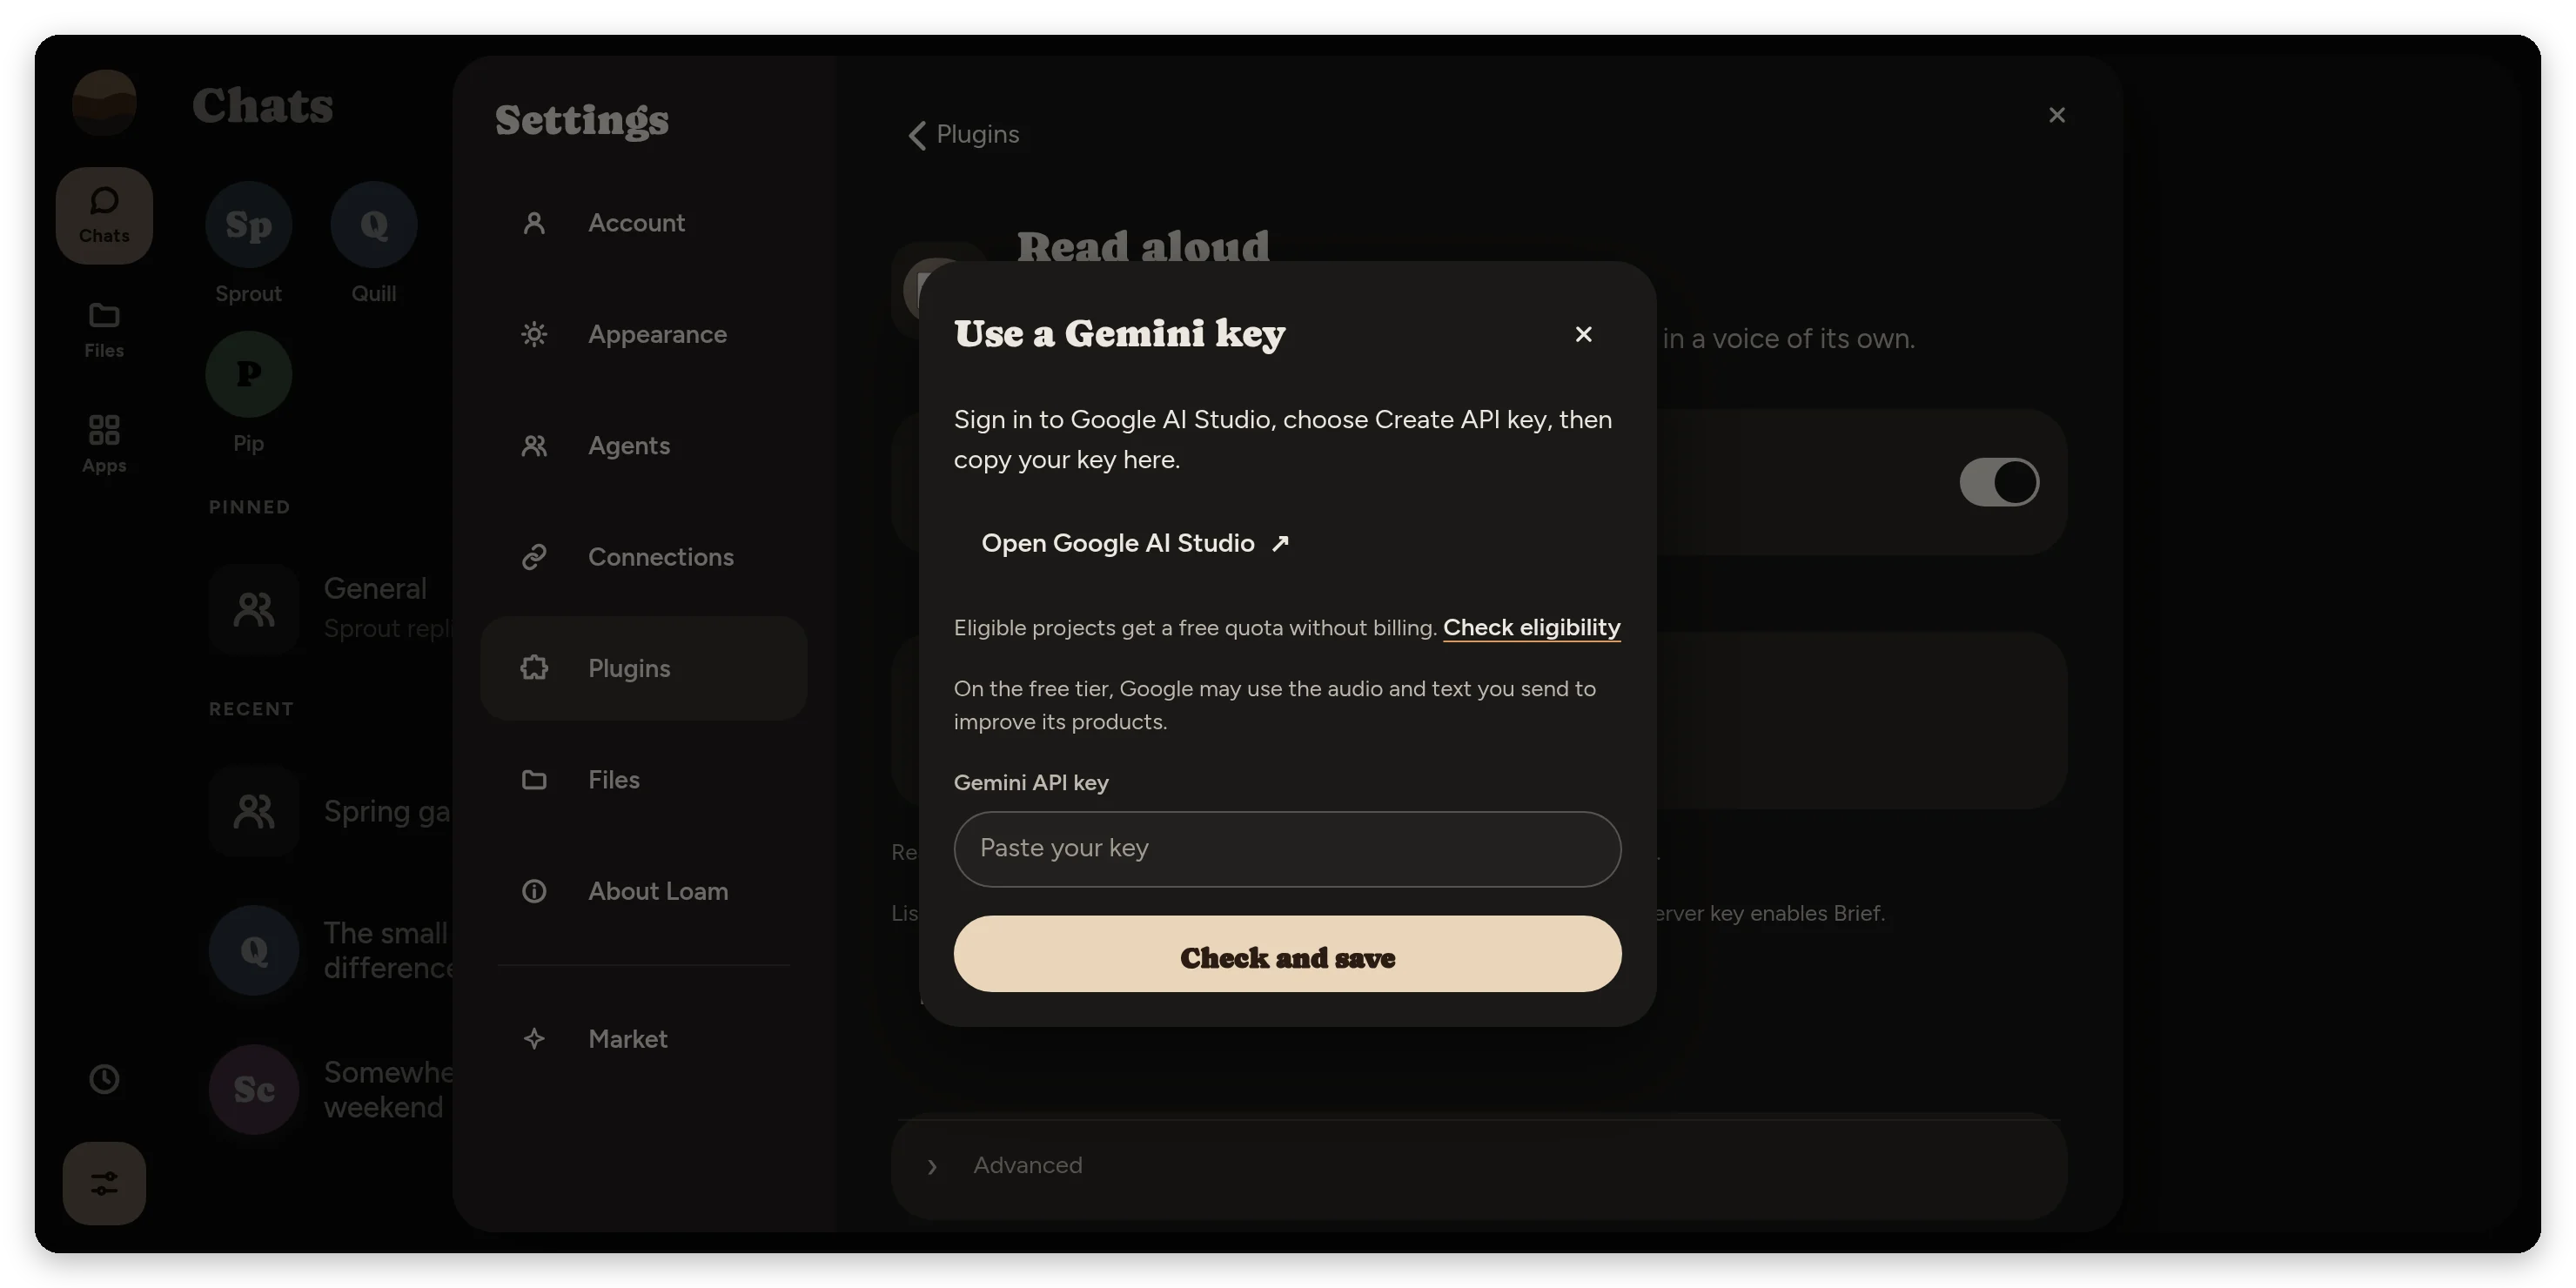 Chats
Chats
Files
Apps
Sp
Q
Sprout
Quill
P
Pip
PINNED
General
Sprout repl
RECENT
Spring ga
Q
The small
difference
Sc
Somewhe
weekend
Settings
Account
Appearance
Agents
Connections
Plugins
Files
About Loam
Market
Plugins
Read aloud
in a voice of its own.
Use a Gemini key
Sign in to Google AI Studio, choose Create API key, then
copy your key here.
Open Google AI Studio ↗
Eligible projects get a free quota without billing. Check eligibility
On the free tier, Google may use the audio and text you send to
improve its products.
Gemini API key
Paste your key
Check and save
Re
Lis
erver key enables Brief.
Advanced